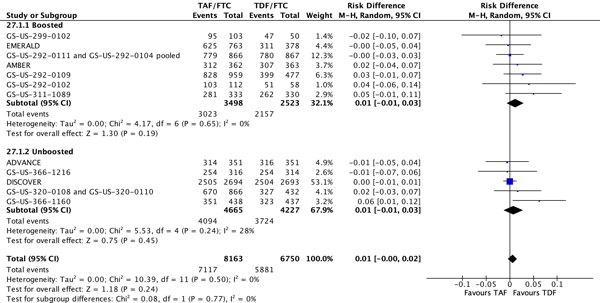 TAF/FTC TDF/FTC Risk Difference Risk Difference
Study or Subgroup Events Total Events Total Weight M-H, Random, 95% CI M-H, Random, 95% CI
27.1.1 Boosted
GS-US-299-0102 95 103 47 50 1.4% -0.02 [-0.10, 0.07]
EMERALD 625 763 311 378 4.4% -0.00 [-0.05, 0.04]
GS-US-292-0111 and GS-US-292-0104 pooled 779 866 780 867 11.6% -0.00 [-0.03, 0.03]
AMBER 312 362 307 363 3.8% 0.02 [-0.04, 0.07]
GS-US-292-0109 828 959 399 477 6.3% 0.03 [-0.01, 0.07]
GS-US-292-0102 103 112 51 58 1.0% 0.04 [-0.06, 0.14]
GS-US-311-1089 281 333 262 330 3.1% 0.05 [-0.01, 0.11]
Subtotal (95% CI) 3498 2523 32.1% 0.01 [-0.01, 0.03]
Total events 3023 2157
Heterogeneity: Tau² = 0.00; Chi² = 4.17, df = 6 (P = 0.65); I² = 0%
Test for overall effect: Z = 1.30 (P = 0.19)
27.1.2 Unboosted
ADVANCE 314 351 316 351 4.9% -0.01 [-0.05, 0.04]
GS-US-366-1216 254 316 254 314 3.0% -0.01 [-0.07, 0.06]
DISCOVER 2505 2694 2504 2693 53.1% 0.00 [-0.01, 0.01]
GS-US-320-0108 and GS-US-320-0110 670 866 327 432 4.6% 0.02 [-0.03, 0.07]
GS-US-366-1160 351 438 323 437 3.6% 0.06 [0.01, 0.12]
Subtotal (95% CI) 4665 4227 67.9% 0.01 [-0.01, 0.03]
Total events 4094 3724
Heterogeneity: Tau² = 0.00; Chi² = 5.53, df = 4 (P = 0.24); I² = 28%
Test for overall effect: Z = 0.75 (P = 0.45)
Total (95% CI) 8163 6750 100.0% 0.01 [-0.00, 0.02]
Total events 7117 5881
Heterogeneity: Tau² = 0.00; Chi² = 10.39, df = 11 (P = 0.50); I² = 0%
Test for overall effect: Z = 1.18 (P = 0.24)
Test for subgroup differences: Chi² = 0.08, df = 1 (P = 0.77), I² = 0%
-0.1 -0.05 0 0.05 0.1
Favours TAF Favours TDF